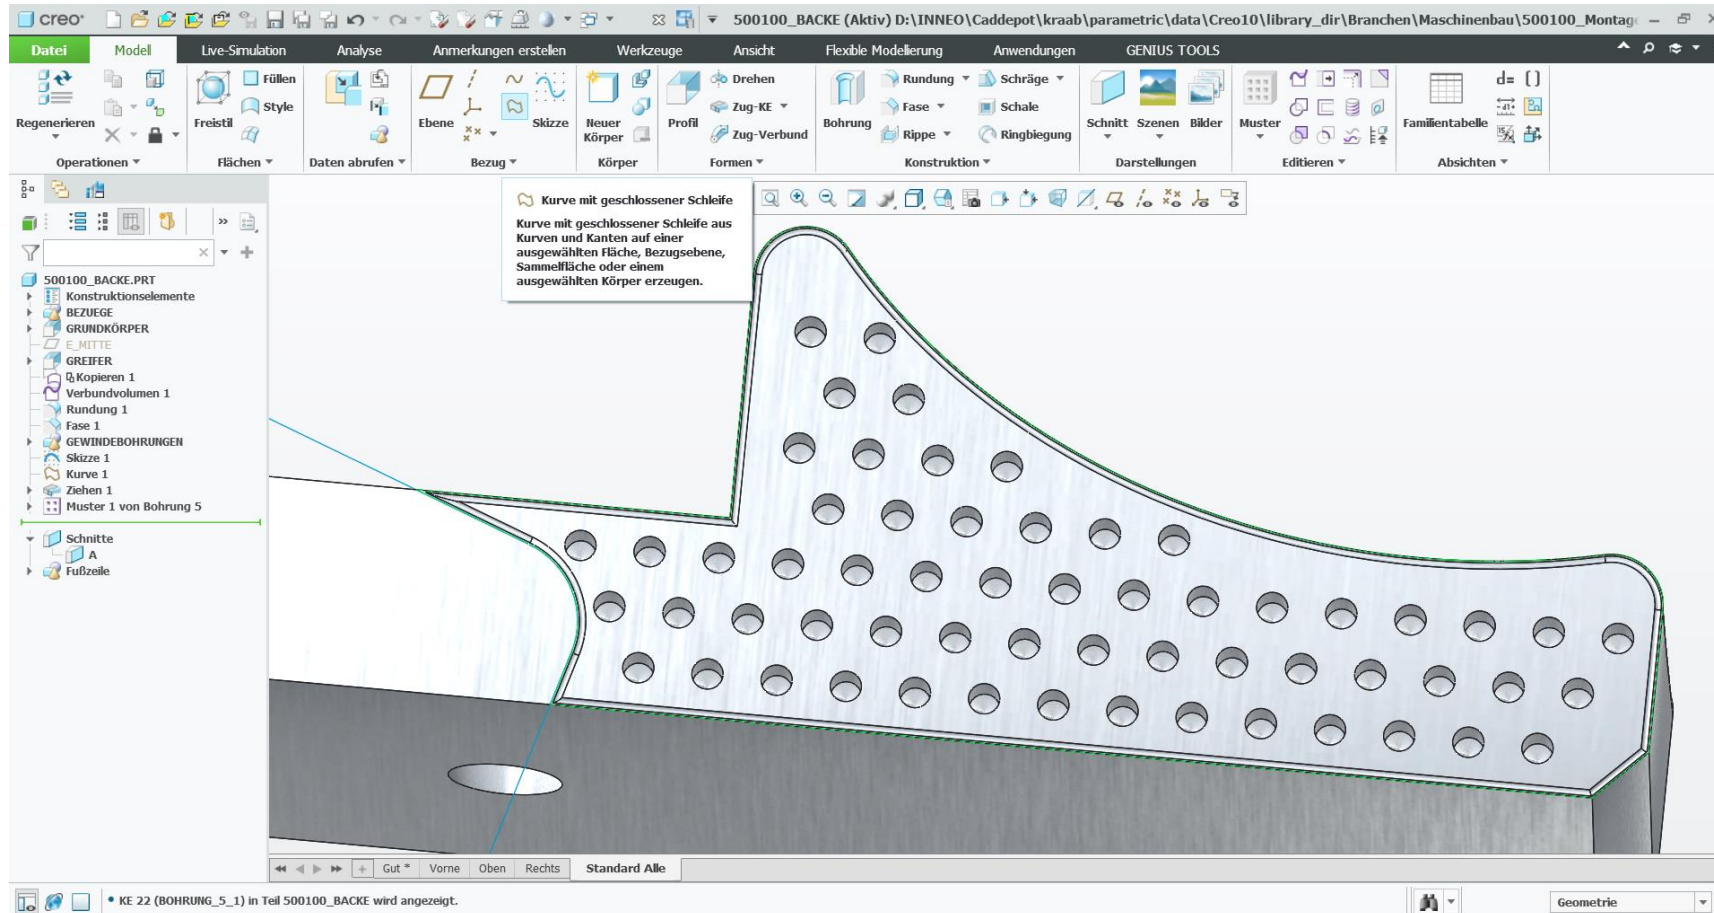 creo® 500100_BACKE (Aktiv) D:\INNEO\Caddepot\kraab\parametric\data\Creo10\library_dir\Branchen\Maschinenbau\500100_Montag
Datei Modell Live-Simulation Analyse Anmerkungen erstellen Werkzeuge Ansicht Flexible Modellierung Anwendungen GENIUS TOOLS
Regenerieren
Operationen
Freistil
Füllen
Style
Flächen
Daten abrufen
Ebene
Skizze
Bezug
Neuer
Körper
Körper
Profil
Drehen
Zug-KE
Zug-Verbund
Formen
Bohrung
Rundung
Fase
Rippe
Schräge
Schale
Ringbiegung
Konstruktion
Schnitt Szenen Bilder
Darstellungen
Muster
Editieren
Familientabelle
d=
Absichten
Kurve mit geschlossener Schleife
Kurve mit geschlossener Schleife aus
Kurven und Kanten auf einer
ausgewählten Fläche, Bezugsebene,
Sammelfläche oder einem
ausgewählten Körper erzeugen.
500100_BACKE.PRT
Konstruktionselemente
BEZUEGE
GRUNDKÖRPER
E_MITTE
GREIFER
Kopieren 1
Verbundvolumen 1
Rundung 1
Fase 1
GEWINDEBOHRUNGEN
Skizze 1
Kurve 1
Ziehen 1
Muster 1 von Bohrung 5
Schnitte
A
Fußzeile
Gut * Vorne Oben Rechts Standard Alle
• KE 22 (BOHRUNG_5_1) in Teil 500100_BACKE wird angezeigt.
Geometrie